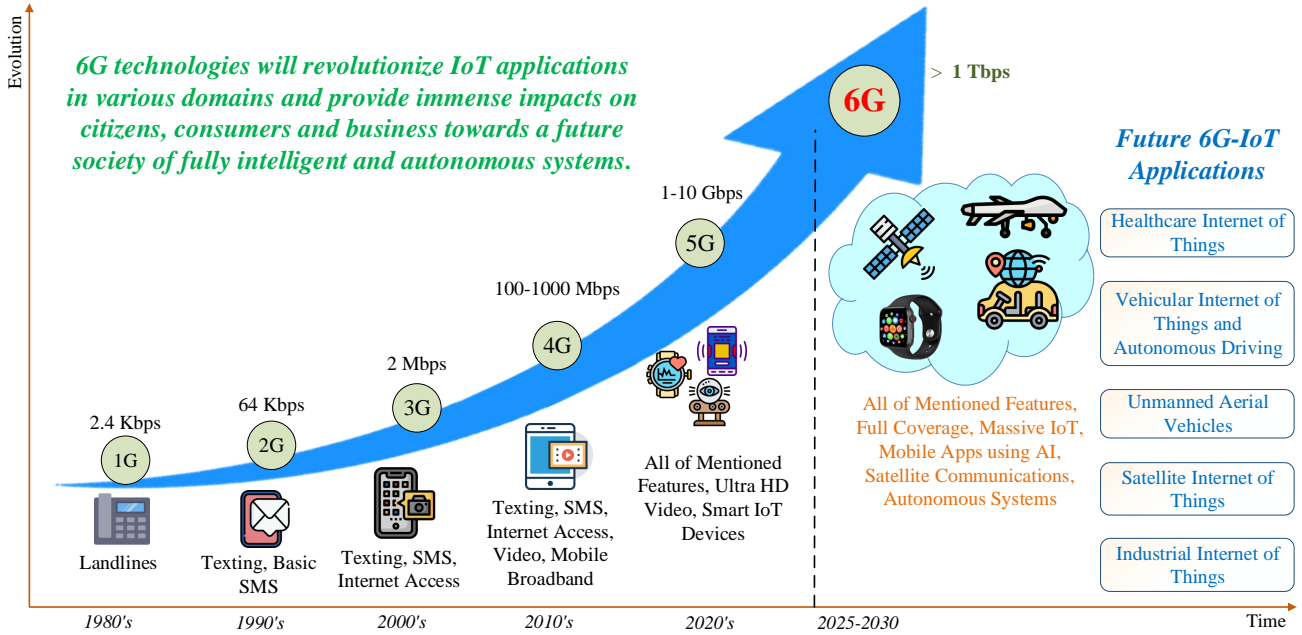 Evolution
6G technologies will revolutionize IoT applications
in various domains and provide immense impacts on
citizens, consumers and business towards a future
society of fully intelligent and autonomous systems.
6G
> 1 Tbps
1-10 Gbps
5G
100-1000 Mbps
4G
2 Mbps
3G
64 Kbps
2G
2.4 Kbps
1G
Landlines
Texting, Basic
SMS
Texting, SMS,
Internet Access
Texting, SMS,
Internet Access,
Video, Mobile
Broadband
All of Mentioned
Features, Ultra HD
Video, Smart IoT
Devices
All of Mentioned Features,
Full Coverage, Massive IoT,
Mobile Apps using AI,
Satellite Communications,
Autonomous Systems
Future 6G-IoT
Applications
Healthcare Internet of
Things
Vehicular Internet of
Things and
Autonomous Driving
Unmanned Aerial
Vehicles
Satellite Internet of
Things
Industrial Internet of
Things
1980's
1990's
2000's
2010's
2020's
2025-2030
Time